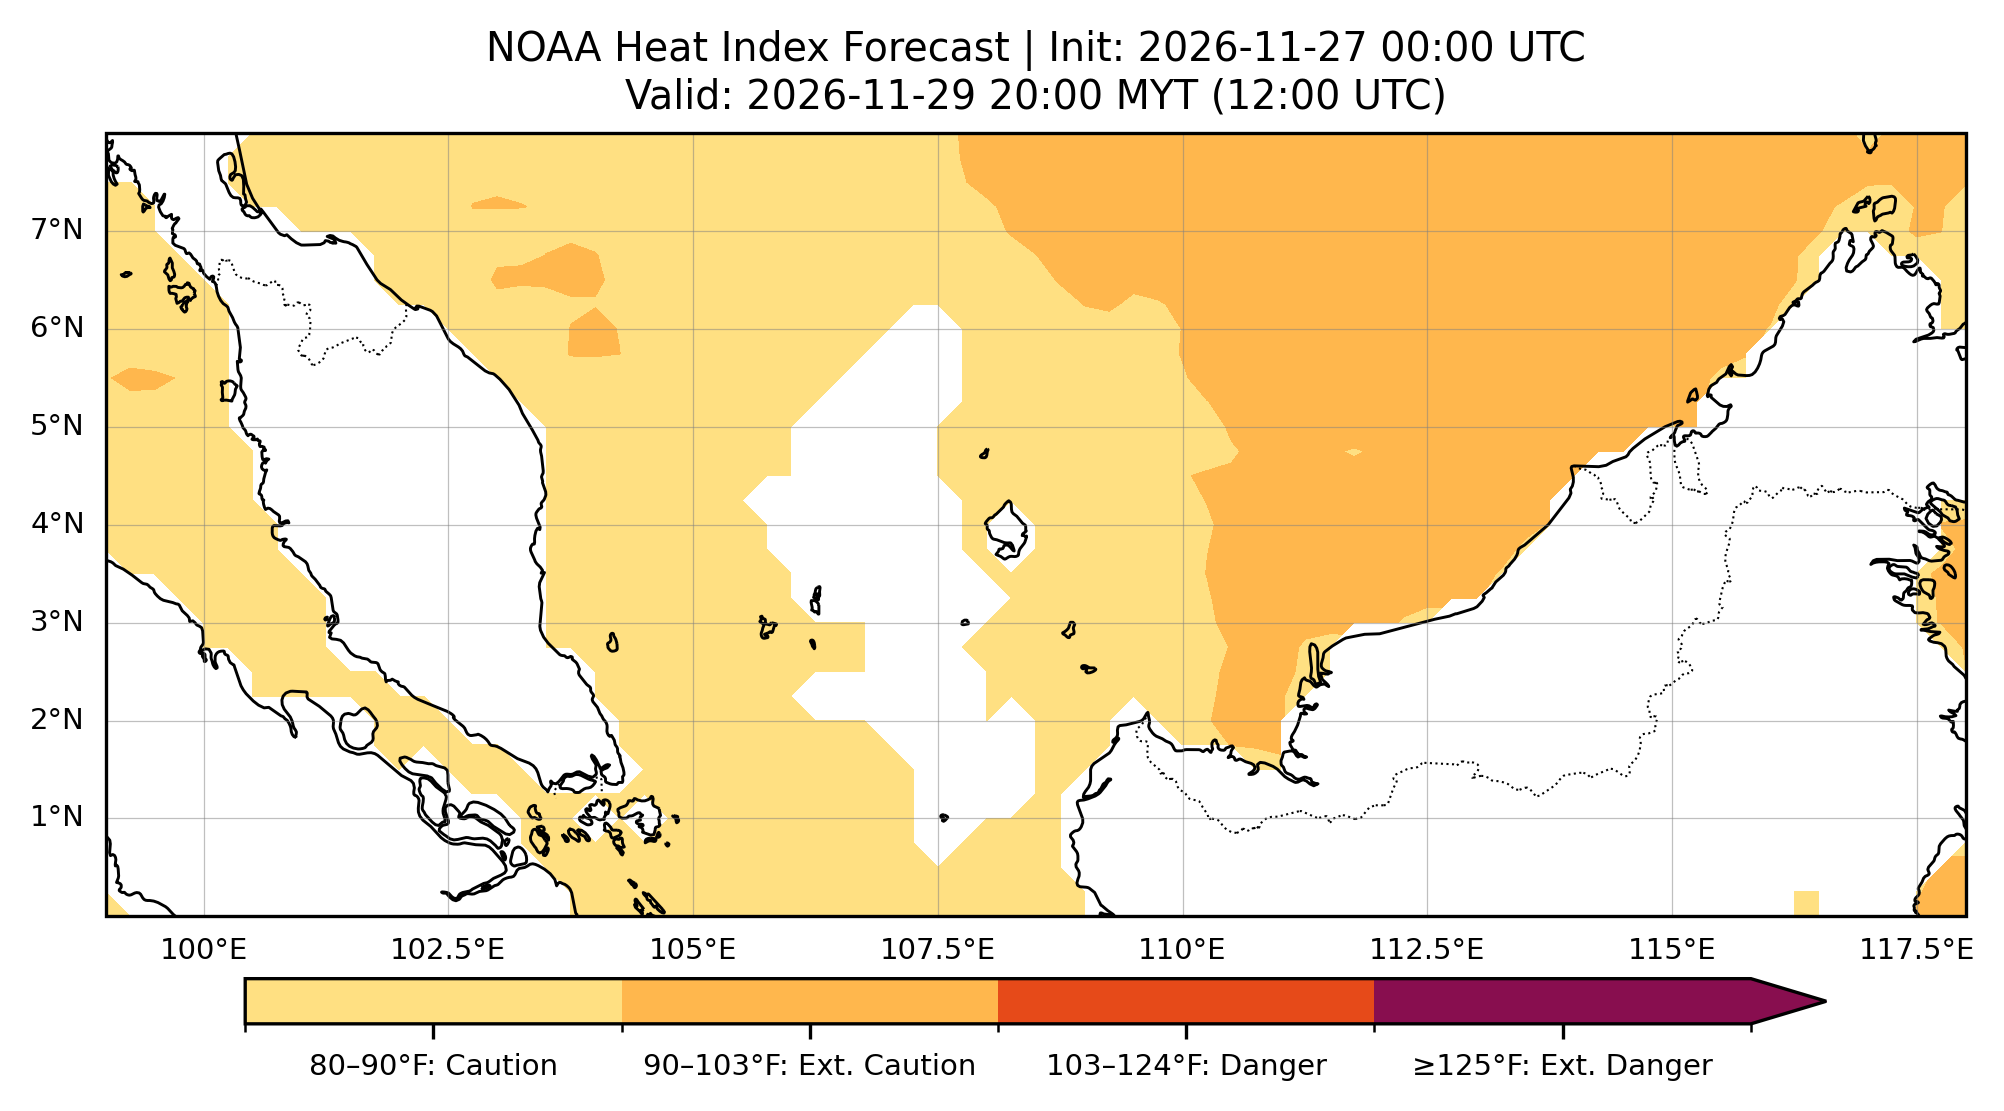 NOAA Heat Index Forecast | Init: 2026-11-27 00:00 UTC
Valid: 2026-11-29 20:00 MYT (12:00 UTC)
7°N
6°N
5°N
4°N
3°N
2°N
1°N
100°E 102.5°E 105°E 107.5°E 110°E 112.5°E 115°E 117.5°E
80–90°F: Caution 90–103°F: Ext. Caution 103–124°F: Danger ≥125°F: Ext. Danger